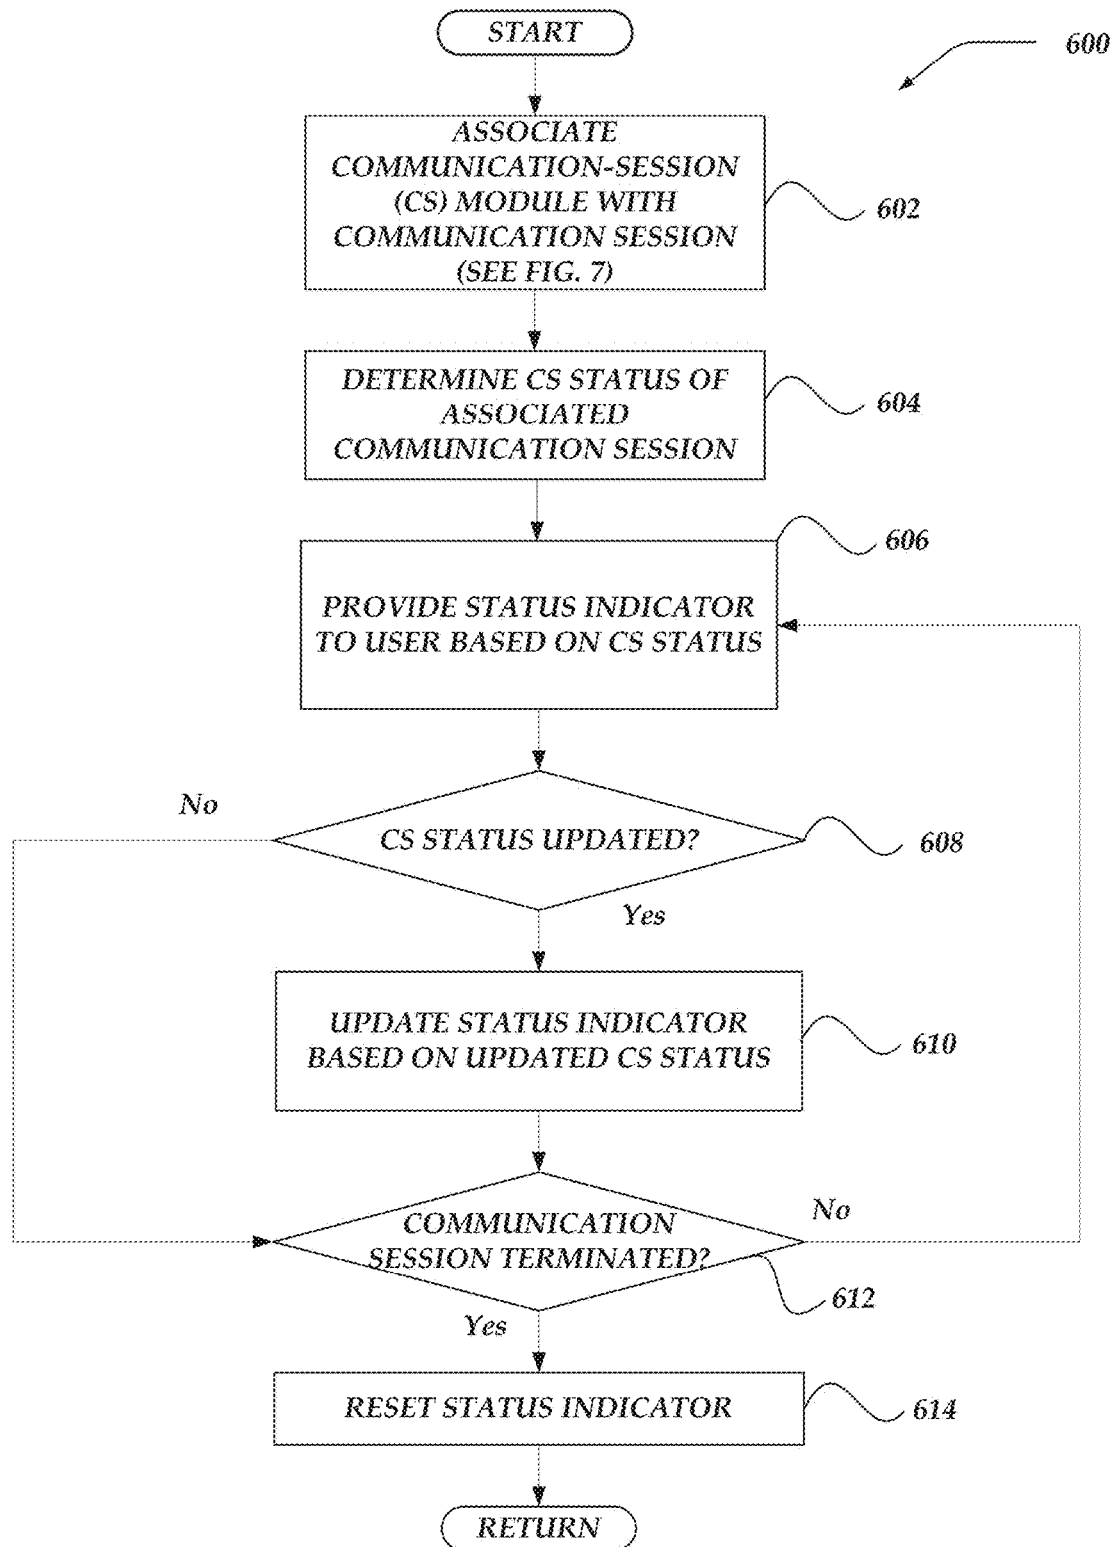 START
600
ASSOCIATE
COMMUNICATION-SESSION
(CS) MODULE WITH
COMMUNICATION SESSION
(SEE FIG. 7)
602
DETERMINE CS STATUS OF
ASSOCIATED
COMMUNICATION SESSION
604
606
PROVIDE STATUS INDICATOR
TO USER BASED ON CS STATUS
No
CS STATUS UPDATED?
608
Yes
UPDATE STATUS INDICATOR
BASED ON UPDATED CS STATUS
610
COMMUNICATION
SESSION TERMINATED?
No
612
Yes
RESET STATUS INDICATOR
614
RETURN